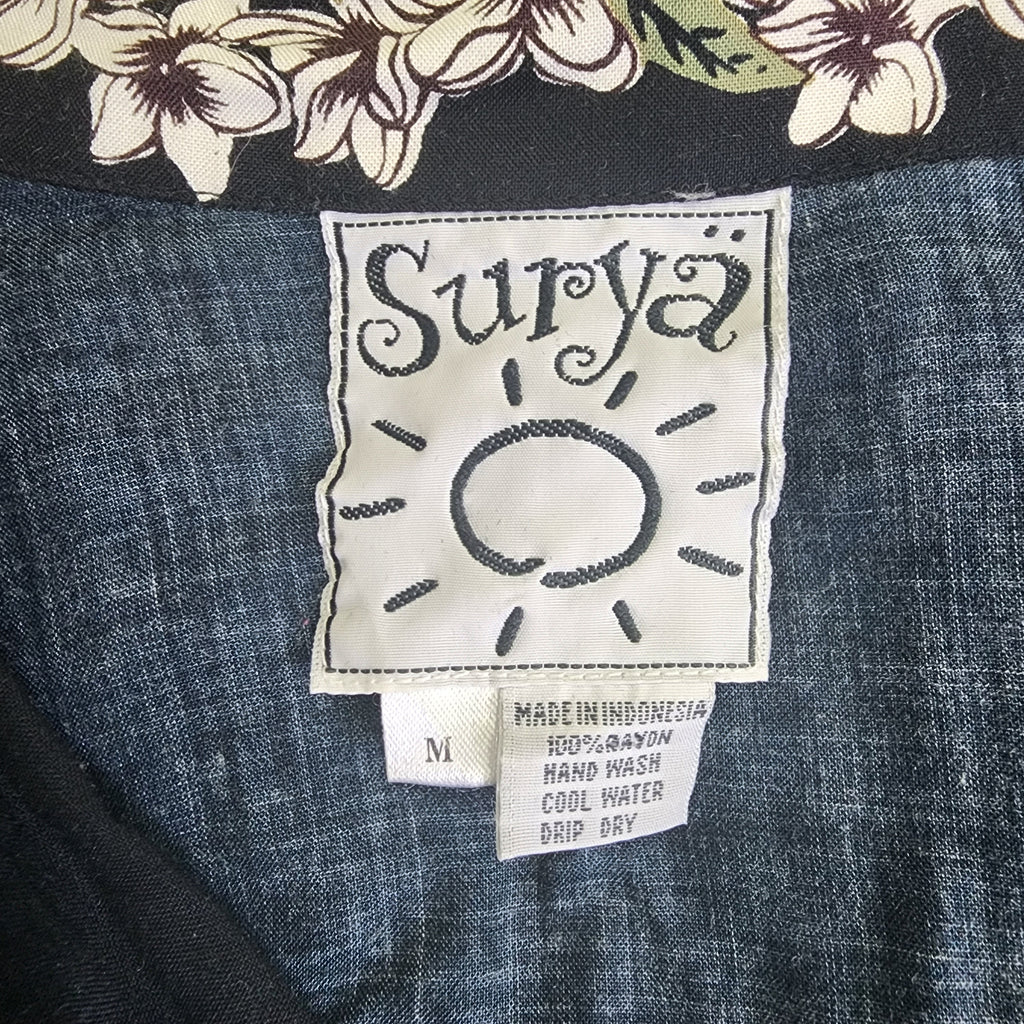 Suryä
M
MADE IN INDONESIA
100% RAYON
HAND WASH
COOL WATER
DRIP DRY